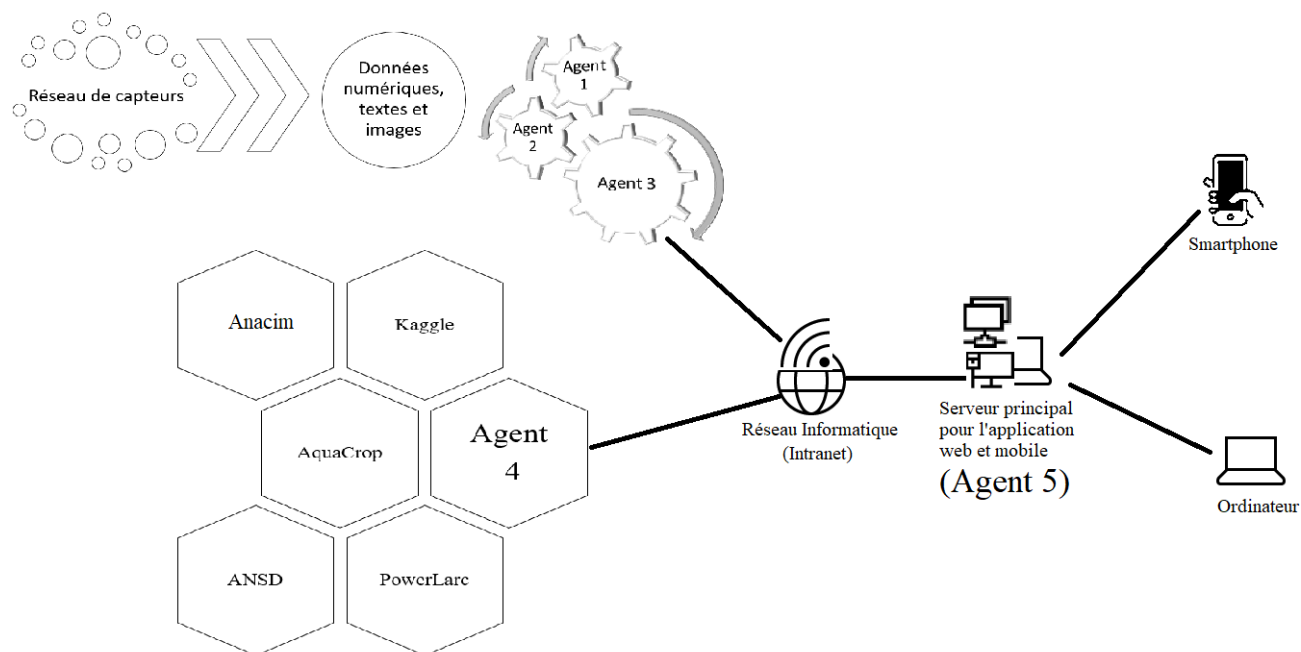 Réseau de capteurs
Données
numériques,
textes et
images
Agent
1
Agent
2
Agent 3
Anacim
Kaggle
AquaCrop
Agent
4
ANSD
PowerLarc
Réseau Informatique
(Intranet)
Serveur principal
pour l'application
web et mobile
(Agent 5)
Smartphone
Ordinateur